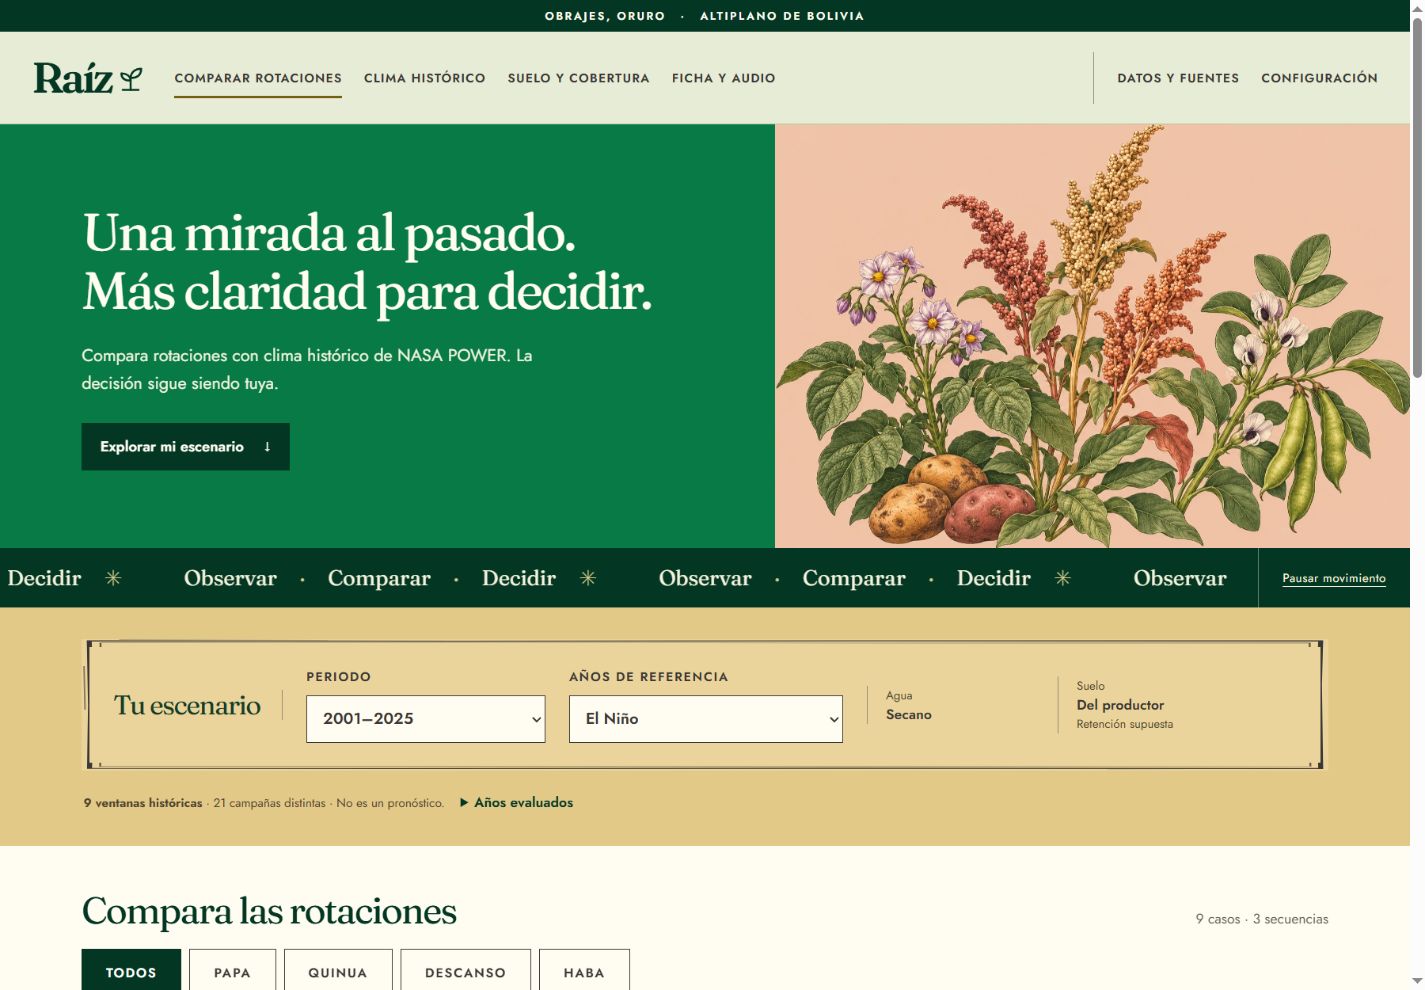 OBRAJES, ORURO · ALTIPLANO DE BOLIVIA
Raíz
COMPARAR ROTACIONES CLIMA HISTÓRICO SUELO Y COBERTURA FICHA Y AUDIO DATOS Y FUENTES CONFIGURACIÓN
Una mirada al pasado.
Más claridad para decidir.
Compara rotaciones con clima histórico de NASA POWER. La
decisión sigue siendo tuya.
Explorar mi escenario ↓
Decidir ✳ Observar · Comparar · Decidir ✳ Observar · Comparar · Decidir ✳ Observar
Pausar movimiento
Tu escenario
PERIODO
2001–2025
AÑOS DE REFERENCIA
El Niño
Agua
Secano
Suelo
Del productor
Retención supuesta
9 ventanas históricas · 21 campañas distintas · No es un pronóstico. ▶ Años evaluados
Compara las rotaciones
9 casos · 3 secuencias
TODOS PAPA QUINUA DESCANSO HABA